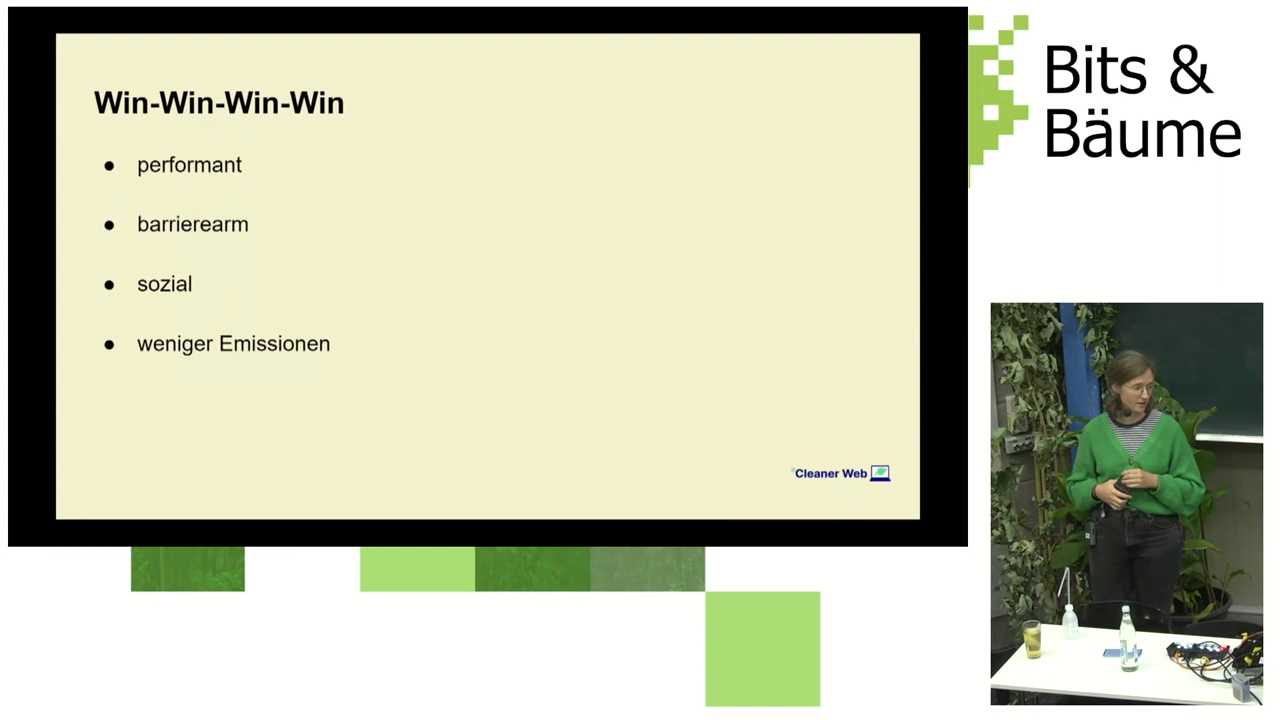 Win-Win-Win-Win
● performant
● barrierearm
● sozial
● weniger Emissionen
Cleaner Web
Bits &
Bäume